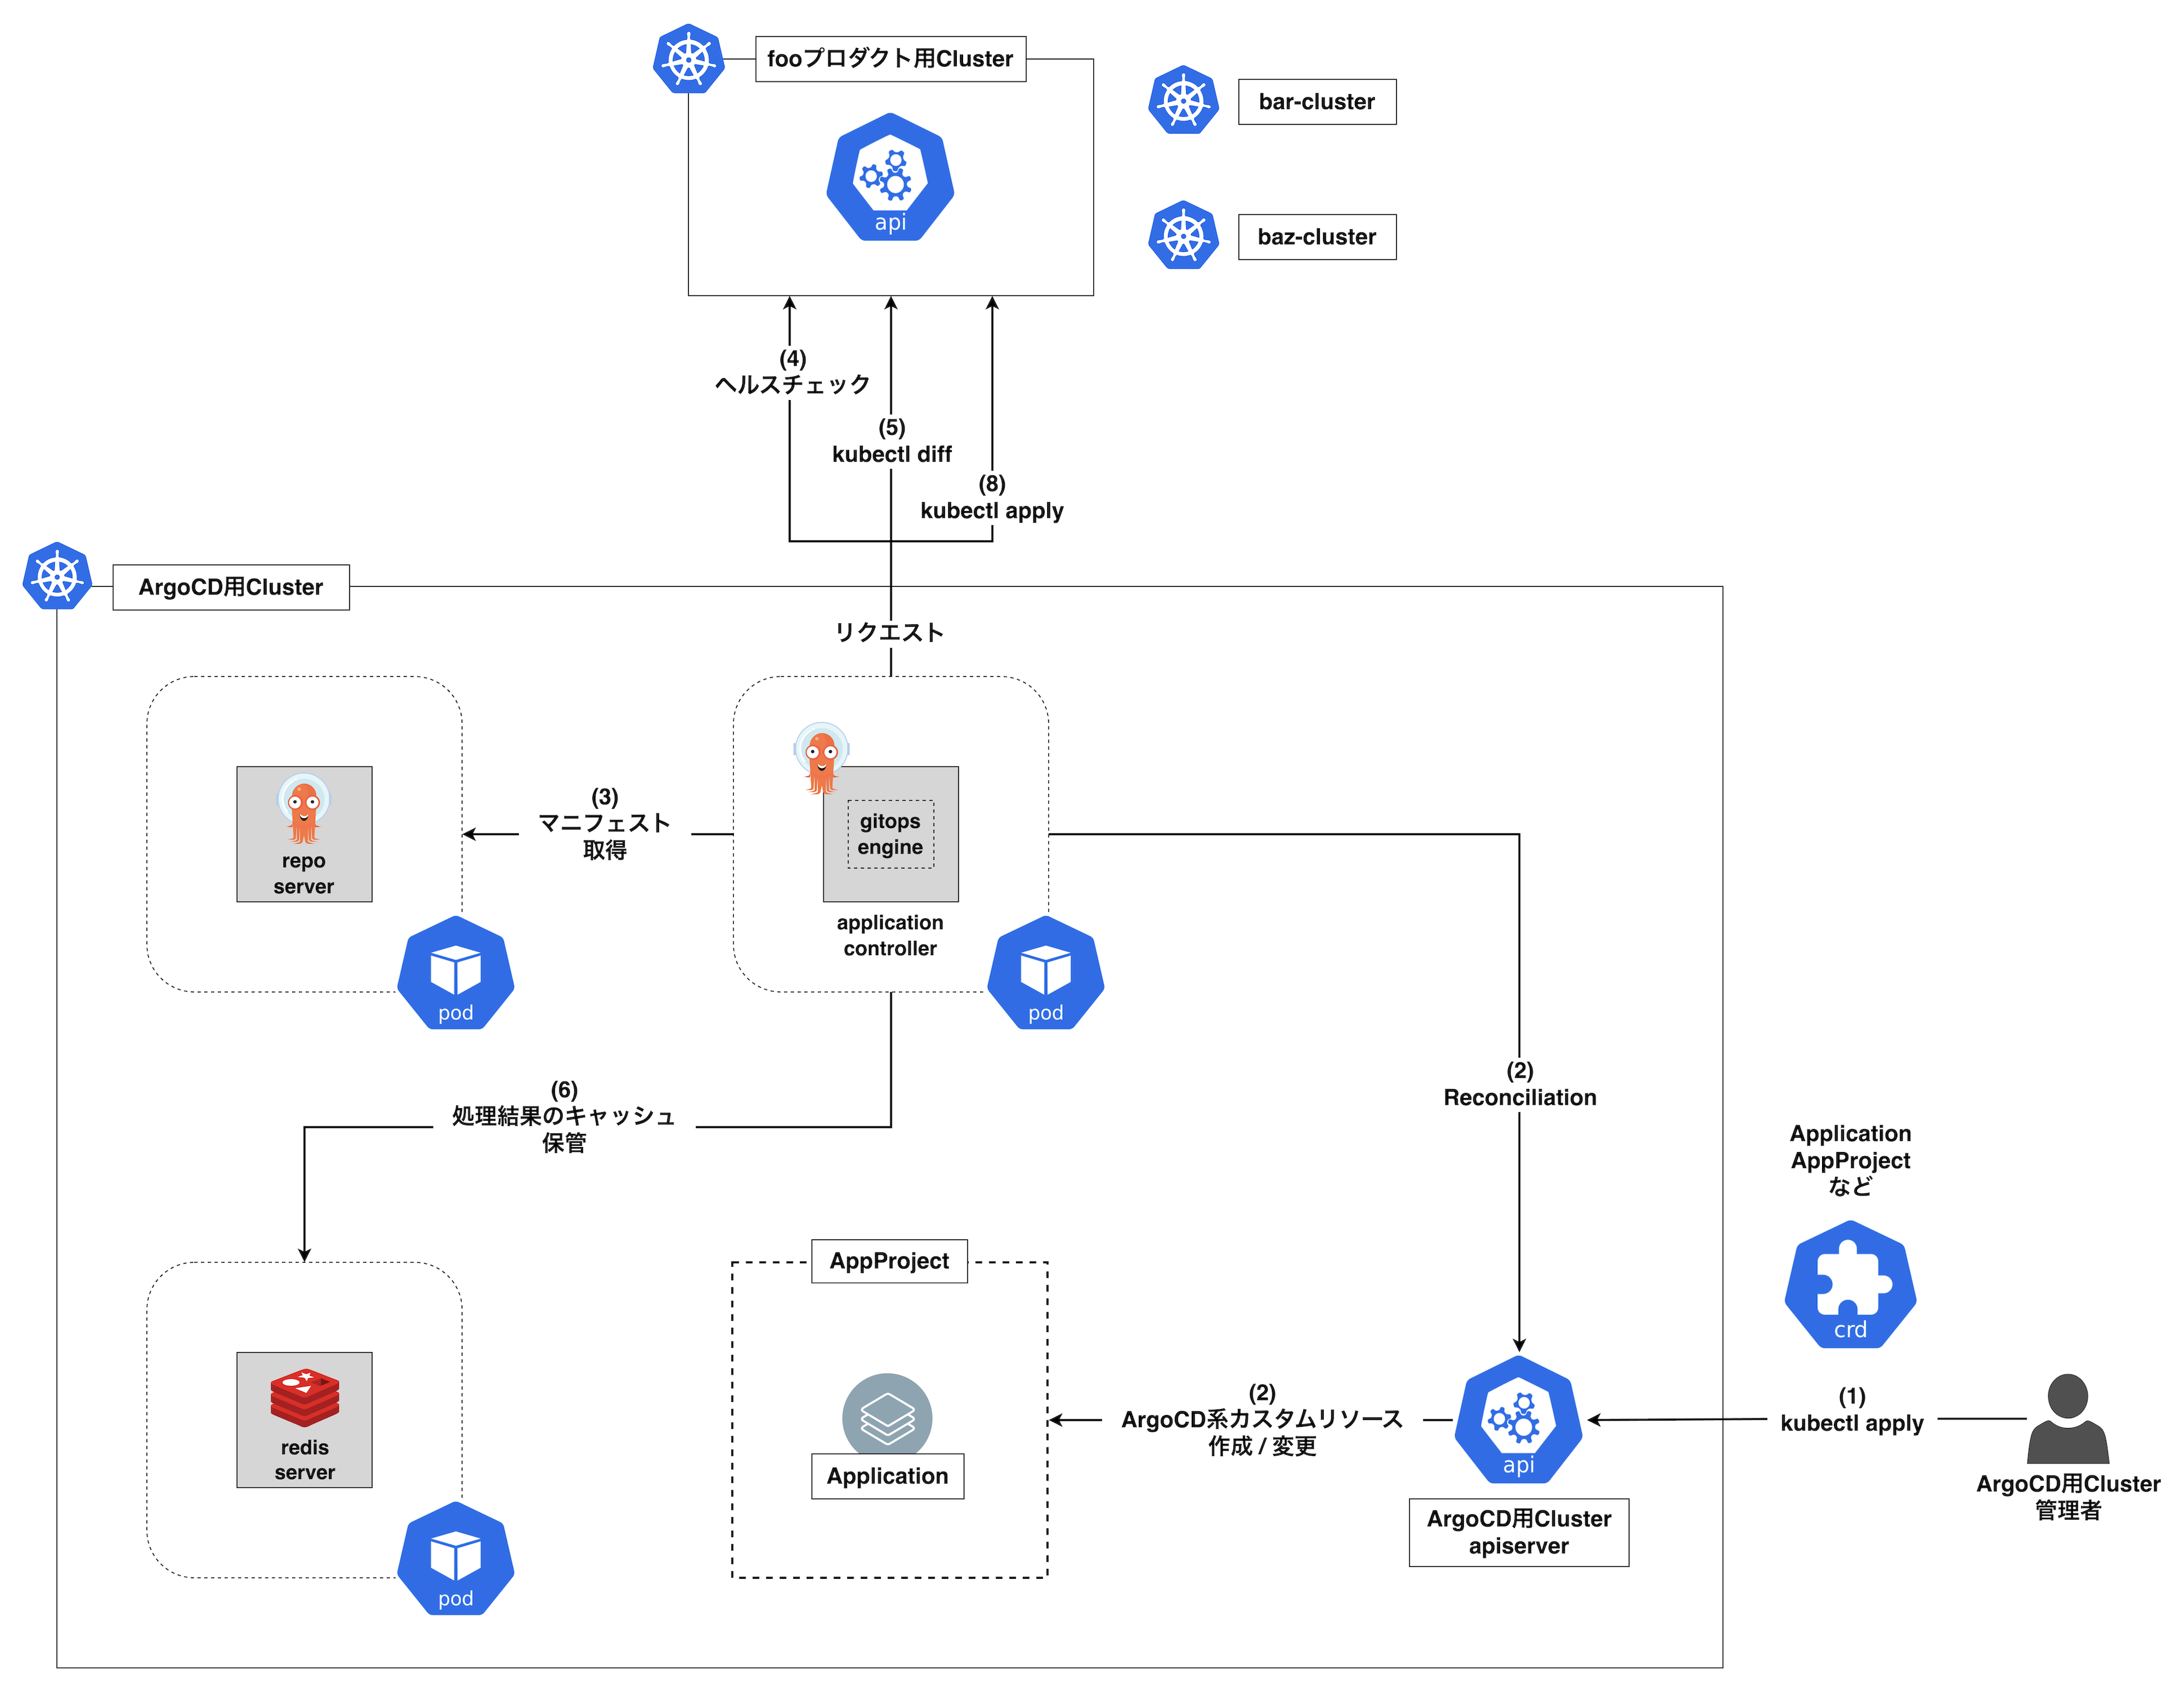 fooプロダクト用Cluster
api
bar-cluster
baz-cluster
(4)
ヘルスチェック
(5)
kubectl diff
(8)
kubectl apply
ArgoCD用Cluster
リクエスト
repo
server
pod
(3)
マニフェスト
取得
gitops
engine
application
controller
pod
(2)
Reconciliation
(6)
処理結果のキャッシュ
保管
Application
AppProject
など
crd
redis
server
pod
AppProject
Application
(2)
ArgoCD系カスタムリソース
作成 / 変更
api
ArgoCD用Cluster
apiserver
(1)
kubectl apply
ArgoCD用Cluster
管理者